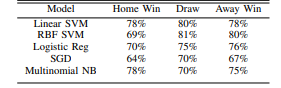 Model Home Win Draw Away Win
Linear SVM 78% 80% 78%
RBF SVM 69% 81% 80%
Logistic Reg 70% 75% 76%
SGD 64% 70% 67%
Multinomial NB 78% 70% 75%